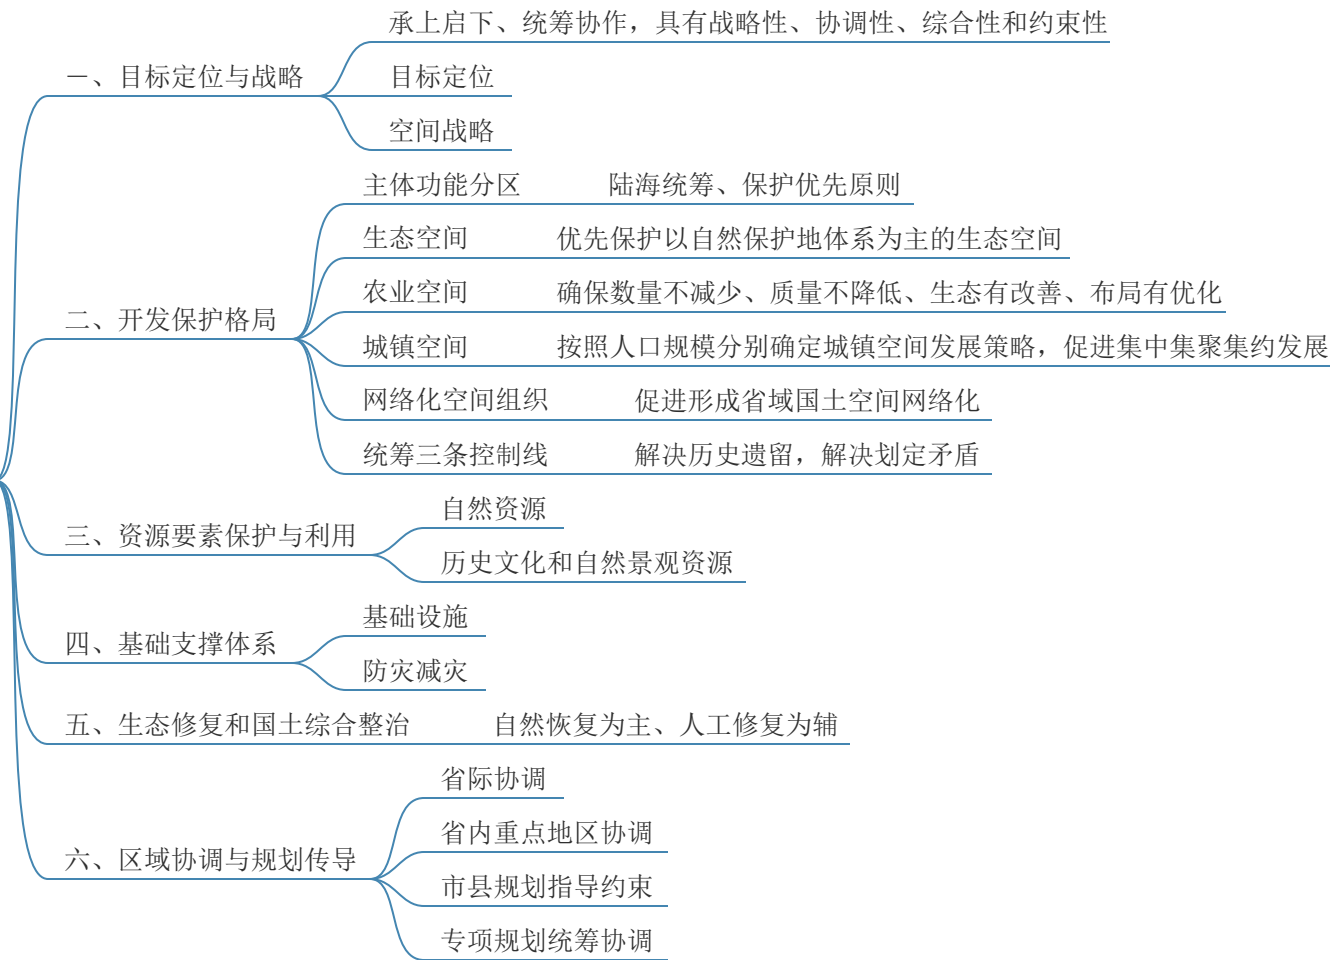 一、目标定位与战略
承上启下、统筹协作，具有战略性、协调性、综合性和约束性
目标定位
空间战略
二、开发保护格局
主体功能分区
陆海统筹、保护优先原则
生态空间
优先保护以自然保护地体系为主的生态空间
农业空间
确保数量不减少、质量不降低、生态有改善、布局有优化
城镇空间
按照人口规模分别确定城镇空间发展策略，促进集中集聚集约发展
网络化空间组织
促进形成省域国土空间网络化
统筹三条控制线
解决历史遗留，解决划定矛盾
三、资源要素保护与利用
自然资源
历史文化和自然景观资源
四、基础支撑体系
基础设施
防灾减灾
五、生态修复和国土综合整治
自然恢复为主、人工修复为辅
六、区域协调与规划传导
省际协调
省内重点地区协调
市县规划指导约束
专项规划统筹协调